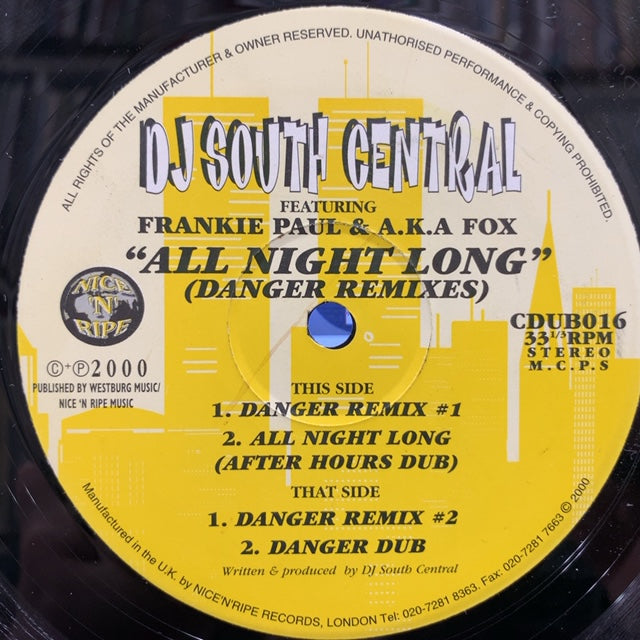 ALL RIGHTS OF THE MANUFACTURER & OWNER RESERVED. UNATHORISED PERFORMANCE & COPYING PROHIBITED.
DJ SOUTH CENTRAL
FEATURING
FRANKIE PAUL & A.K.A FOX
"ALL NIGHT LONG"
(DANGER REMIXES)
NICE
'N'
RIPE
CDUB016
33 1/3 RPM
STEREO
M.C.P.S
©+℗2000
PUBLISHED BY WESTBURG MUSIC/
NICE 'N RIPE MUSIC
THIS SIDE
1. DANGER REMIX #1
2. ALL NIGHT LONG
(AFTER HOURS DUB)
THAT SIDE
1. DANGER REMIX #2
2. DANGER DUB
Written & produced by DJ South Central
Manufactured in the U.K. by NICE'N'RIPE RECORDS, LONDON Tel: 020-7281 8363. Fax: 020-7281 7663 © 2000